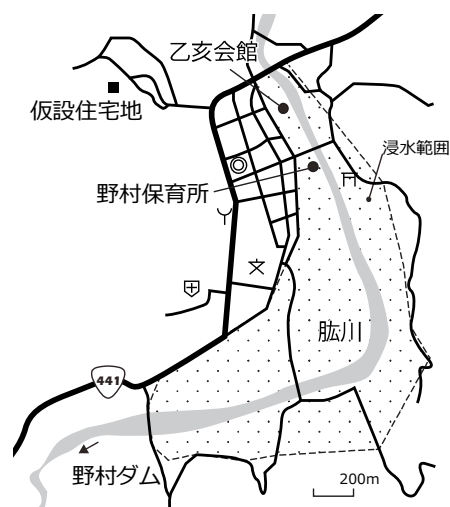 乙亥会館
仮設住宅地
浸水範囲
野村保育所
肱川
441
野村ダム
200m